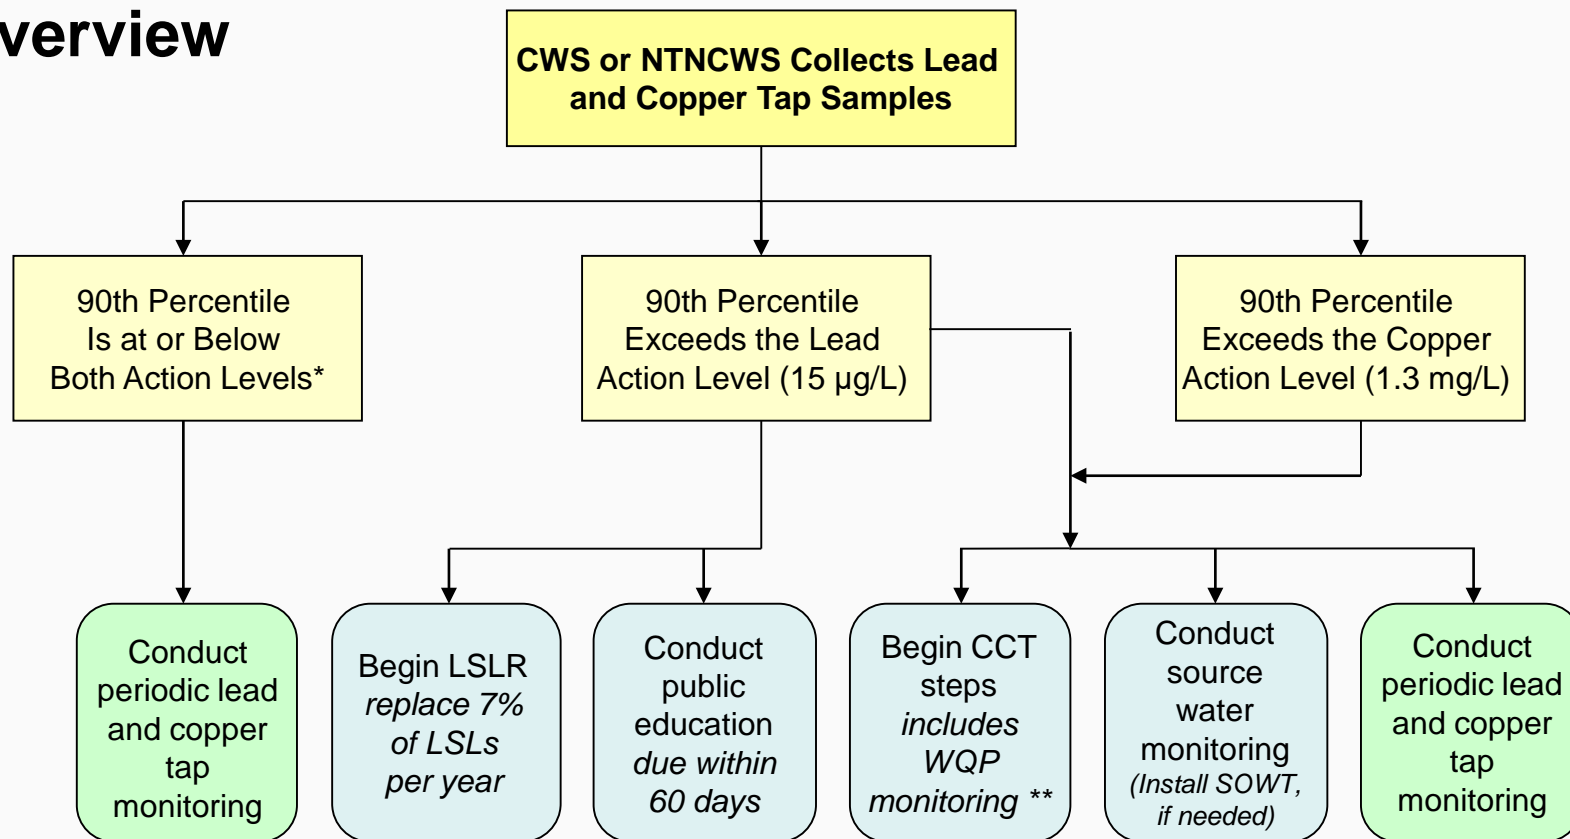 verview
CWS or NTNCWS Collects Lead
and Copper Tap Samples
90th Percentile
Is at or Below
Both Action Levels*
90th Percentile
Exceeds the Lead
Action Level (15 µg/L)
90th Percentile
Exceeds the Copper
Action Level (1.3 mg/L)
Conduct
periodic lead
and copper
tap
monitoring
Begin LSLR
replace 7%
of LSLs
per year
Conduct
public
education
due within
60 days
Begin CCT
steps
includes
WQP
monitoring **
Conduct
source
water
monitoring
(Install SOWT,
if needed)
Conduct
periodic lead
and copper
tap
monitoring